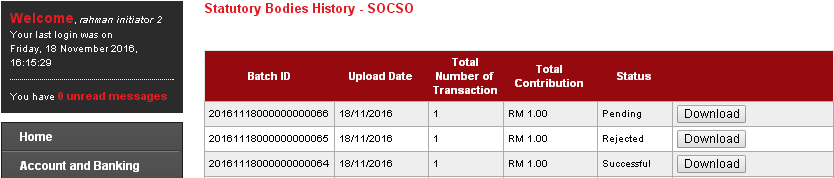 Welcome, rahman initiator 2
Your last login was on
Friday, 18 November 2016,
16:15:29
You have 0 unread messages
Home
Account and Banking
Statutory Bodies History - SOCSO
Batch ID Upload Date Total Number of Transaction Total Contribution Status
20161118000000000066 18/11/2016 1 RM 1.00 Pending Download
20161118000000000065 18/11/2016 1 RM 1.00 Rejected Download
20161118000000000064 18/11/2016 1 RM 1.00 Successful Download